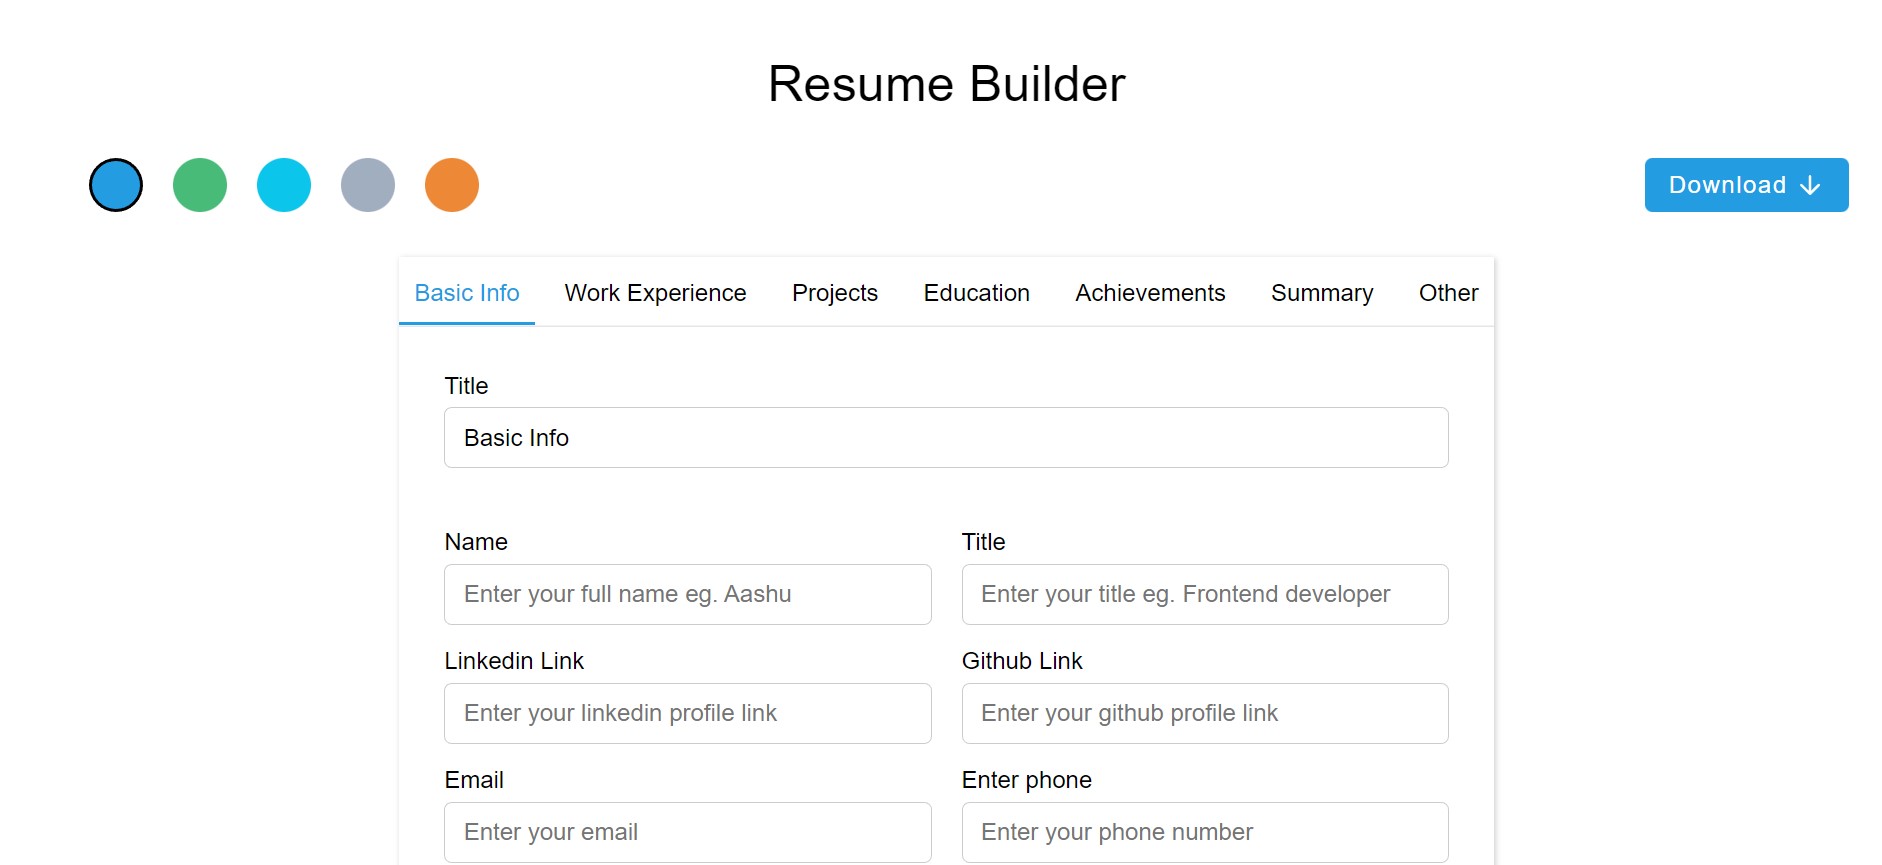 Resume Builder
Download
Basic Info Work Experience Projects Education Achievements Summary Other
Title
Basic Info
Name Title
Enter your full name eg. Aashu Enter your title eg. Frontend developer
Linkedin Link Github Link
Enter your linkedin profile link Enter your github profile link
Email Enter phone
Enter your email Enter your phone number